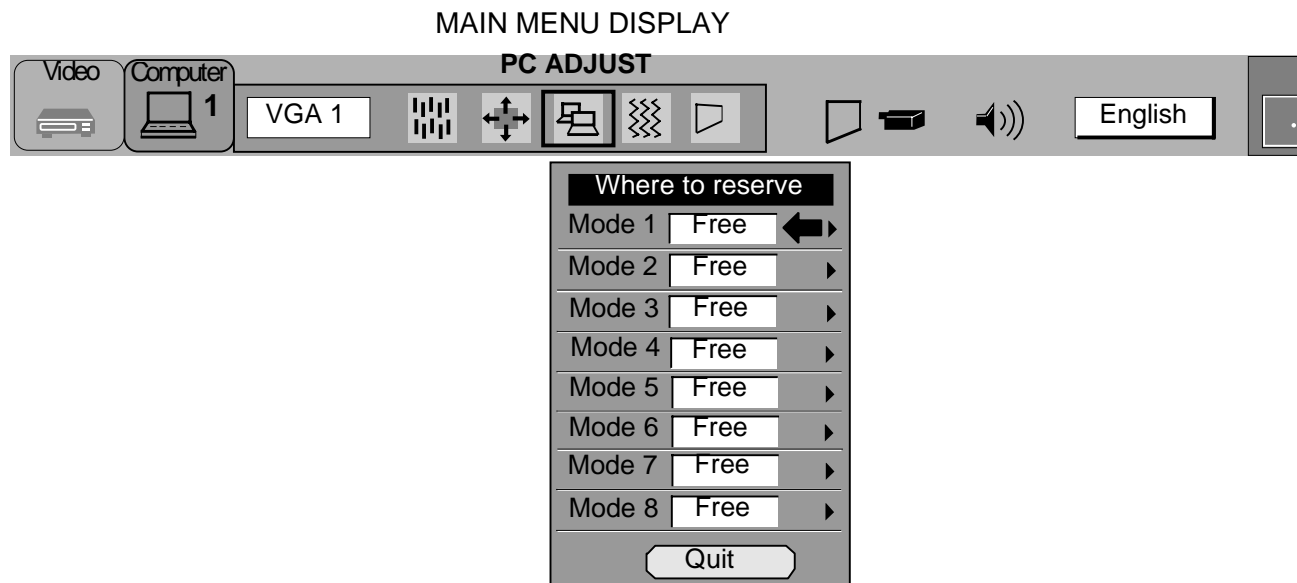 MAIN MENU DISPLAY
PC ADJUST
Video
Computer
1
VGA 1
English
Where to reserve
Mode 1 Free
Mode 2 Free
Mode 3 Free
Mode 4 Free
Mode 5 Free
Mode 6 Free
Mode 7 Free
Mode 8 Free
Quit